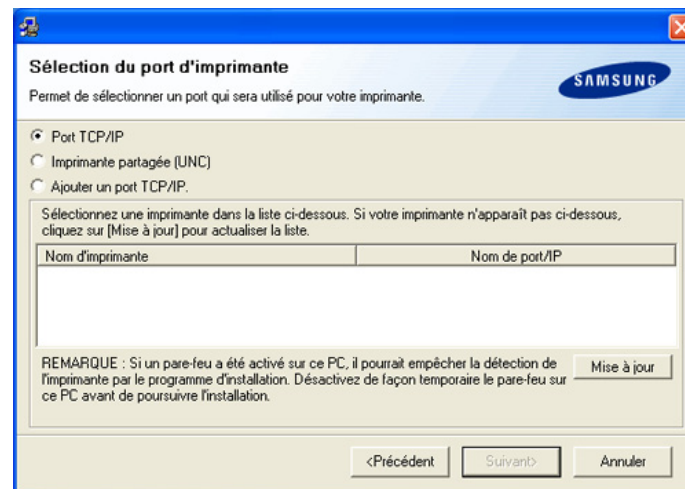 Sélection du port d'imprimante
Permet de sélectionner un port qui sera utilisé pour votre imprimante.
SAMSUNG
Port TCP/IP
Imprimante partagée (UNC)
Ajouter un port TCP/IP.
Sélectionnez une imprimante dans la liste ci-dessous. Si votre imprimante n'apparaît pas ci-dessous,
cliquez sur [Mise à jour] pour actualiser la liste.
Nom d'imprimante Nom de port/IP
REMARQUE : Si un pare-feu a été activé sur ce PC, il pourrait empêcher la détection de
l'imprimante par le programme d'installation. Désactivez de façon temporaire le pare-feu sur
ce PC avant de poursuivre l'installation.
Mise à jour
<Précédent Suivant> Annuler